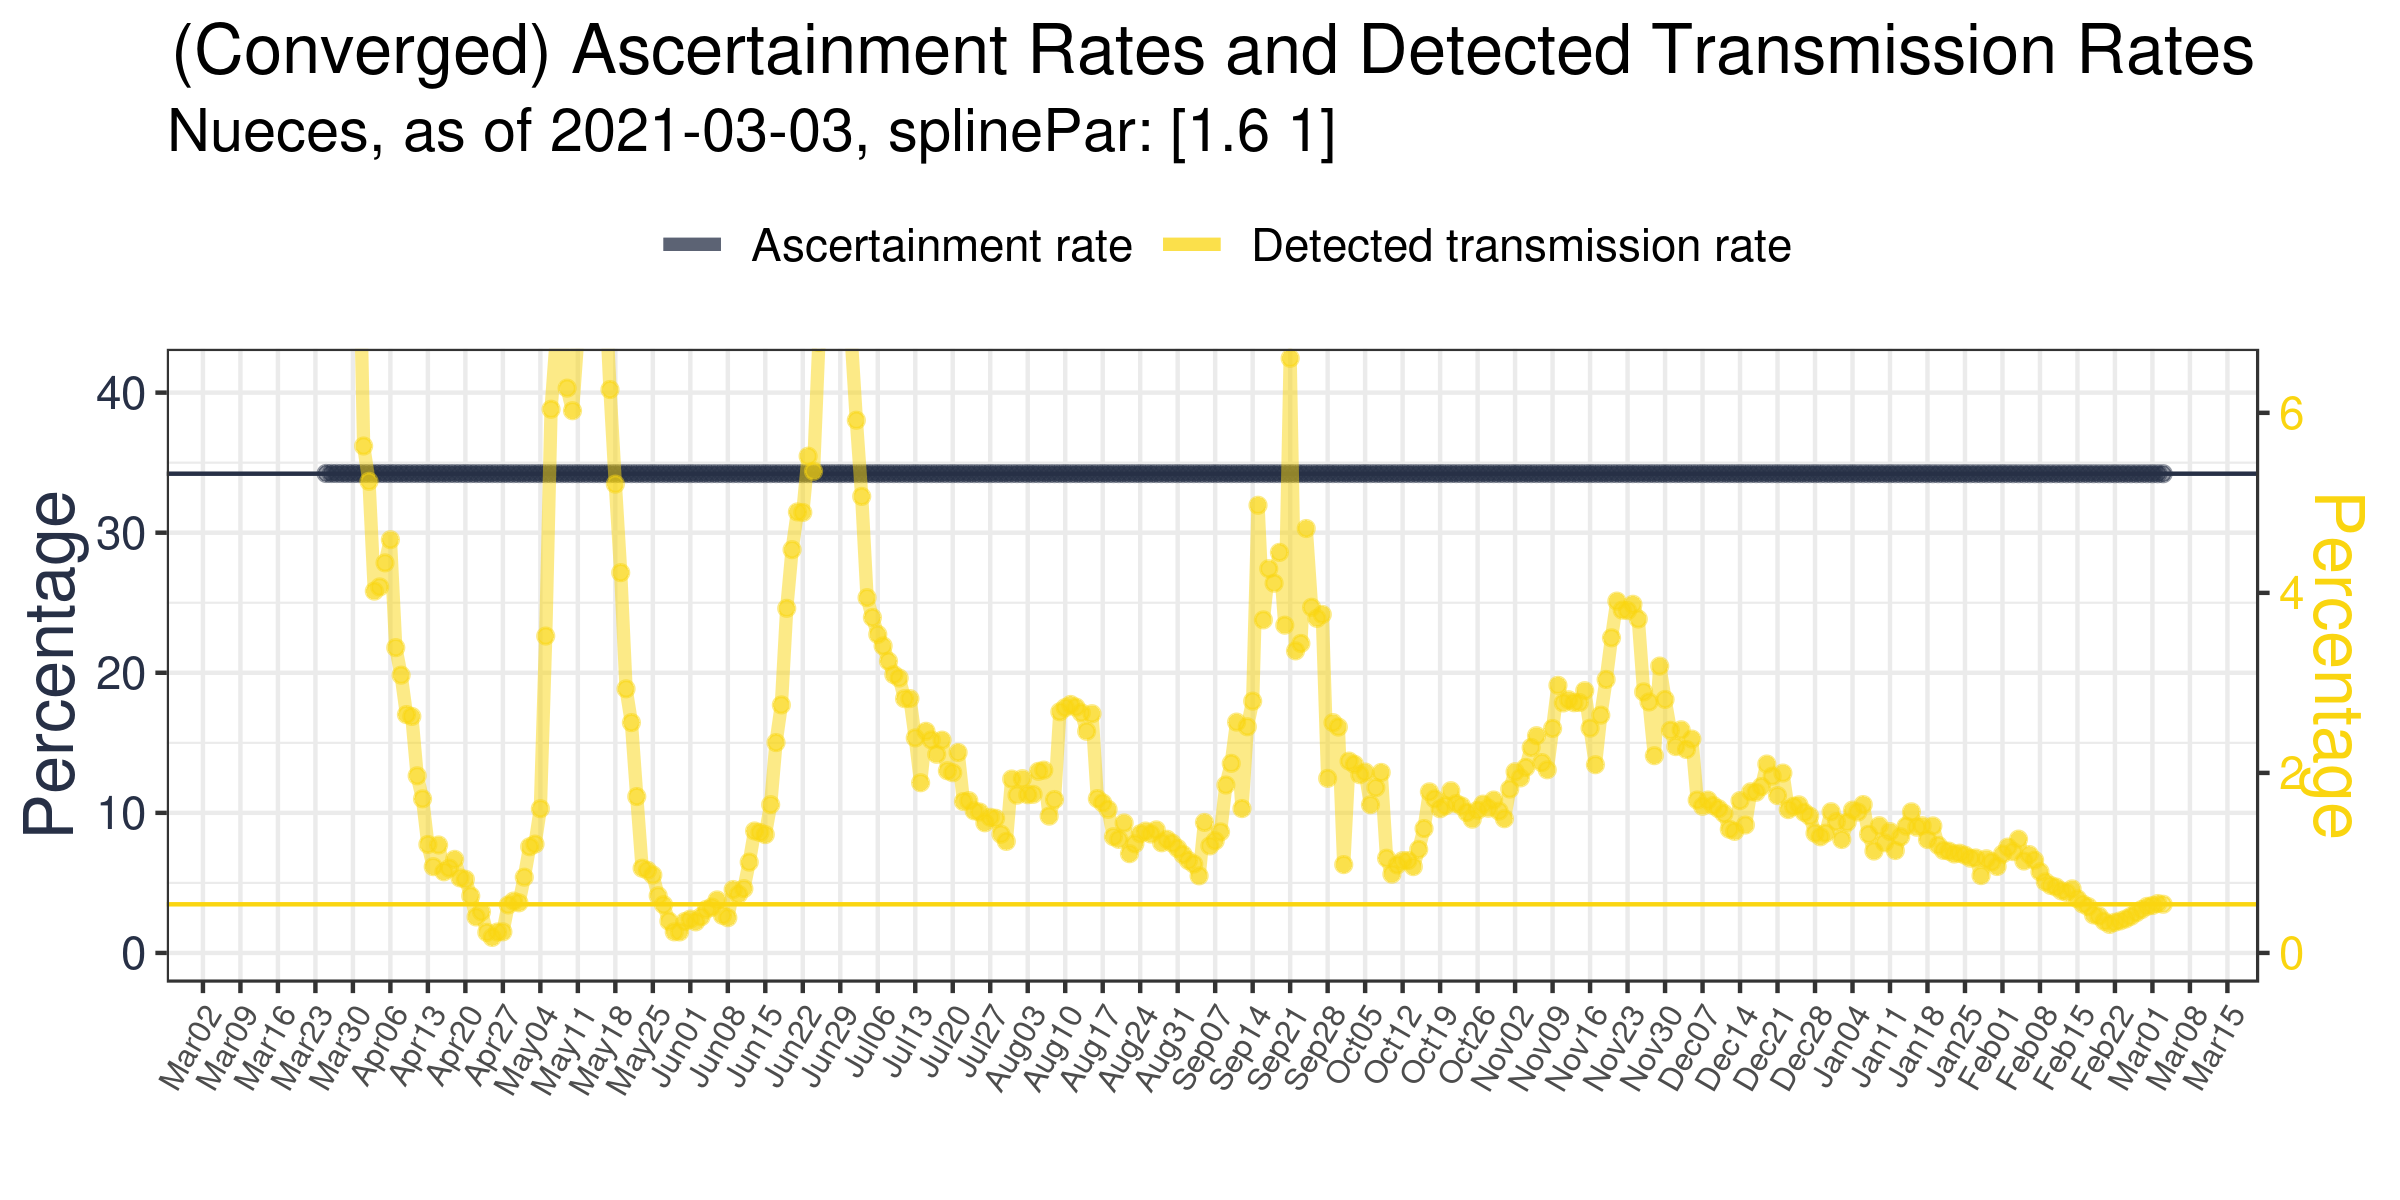 (Converged) Ascertainment Rates and Detected Transmission Rates
Nueces, as of 2021-03-03, splinePar: [1.6 1]
Ascertainment rate
Detected transmission rate
Percentage
40
30
20
10
0
6
4
2
0
Percentage
Mar02
Mar09
Mar16
Mar23
Mar30
Apr06
Apr13
Apr20
Apr27
May04
May11
May18
May25
Jun01
Jun08
Jun15
Jun22
Jun29
Jul06
Jul13
Jul20
Jul27
Aug03
Aug10
Aug17
Aug24
Aug31
Sep07
Sep14
Sep21
Sep28
Oct05
Oct12
Oct19
Oct26
Nov02
Nov09
Nov16
Nov23
Nov30
Dec07
Dec14
Dec21
Dec28
Jan04
Jan11
Jan18
Jan25
Feb01
Feb08
Feb15
Feb22
Mar01
Mar08
Mar15